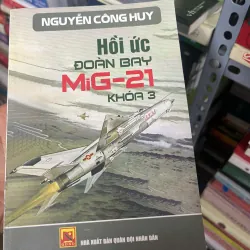 NGUYỄN CÔNG HUY
Hồi ức
ĐOÀN BAY
MiG-21
KHÓA 3
NHÀ XUẤT BẢN QUÂN ĐỘI NHÂN DÂN